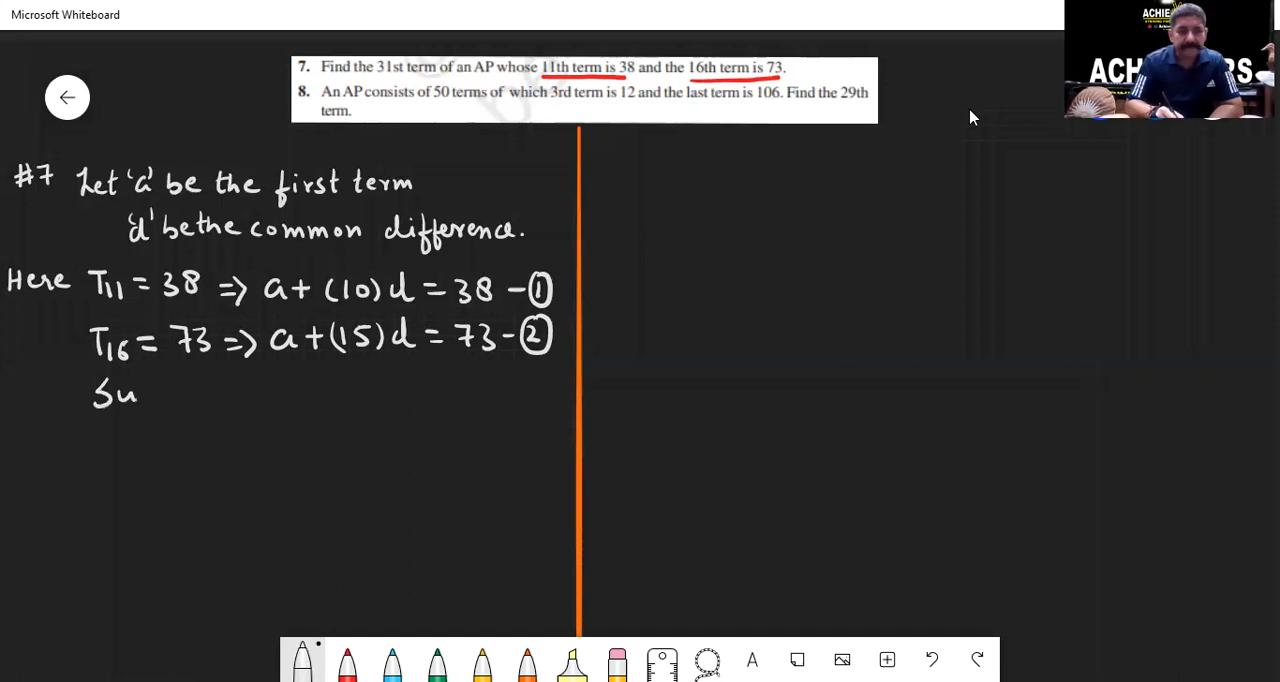 Microsoft Whiteboard
7. Find the 31st term of an AP whose 11th term is 38 and the 16th term is 73.
8. An AP consists of 50 terms of which 3rd term is 12 and the last term is 106. Find the 29th
term.
#7 Let 'a' be the first term
'd' be the common difference.
Here T11 = 38 => a + (10)d = 38 - ①
T16 = 73 => a + (15)d = 73 - ②
Su
A